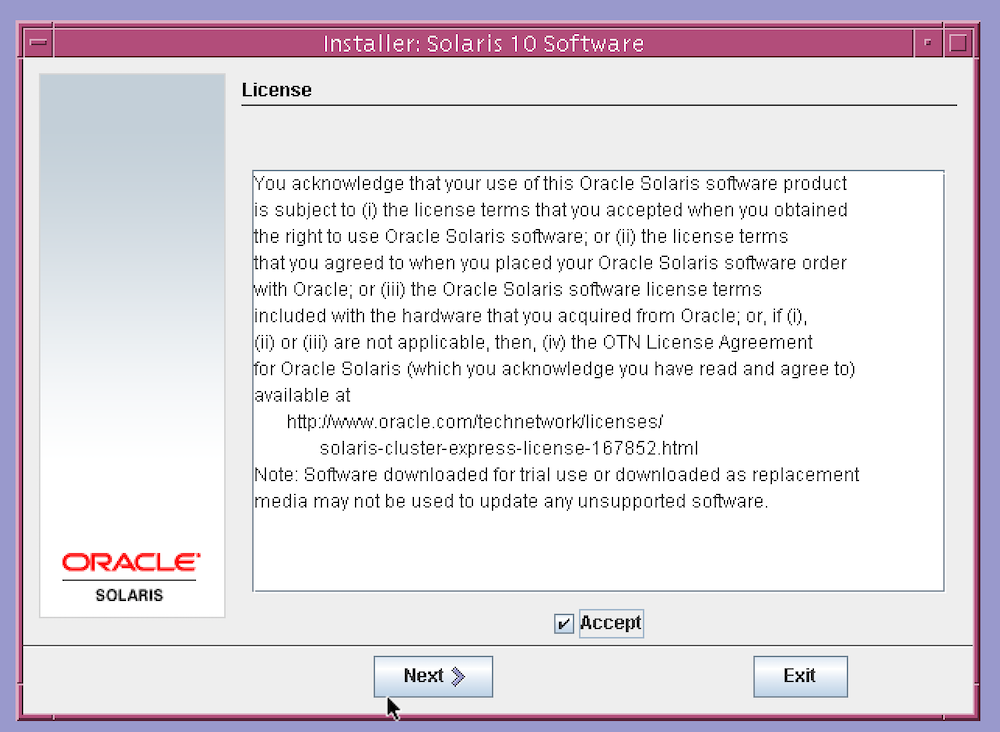 Installer: Solaris 10 Software
License
You acknowledge that your use of this Oracle Solaris software product
is subject to (i) the license terms that you accepted when you obtained
the right to use Oracle Solaris software; or (ii) the license terms
that you agreed to when you placed your Oracle Solaris software order
with Oracle; or (iii) the Oracle Solaris software license terms
included with the hardware that you acquired from Oracle; or, if (i),
(ii) or (iii) are not applicable, then, (iv) the OTN License Agreement
for Oracle Solaris (which you acknowledge you have read and agree to)
available at
http://www.oracle.com/technetwork/licenses/
solaris-cluster-express-license-167852.html
Note: Software downloaded for trial use or downloaded as replacement
media may not be used to update any unsupported software.
ORACLE
SOLARIS
Accept
Next
Exit